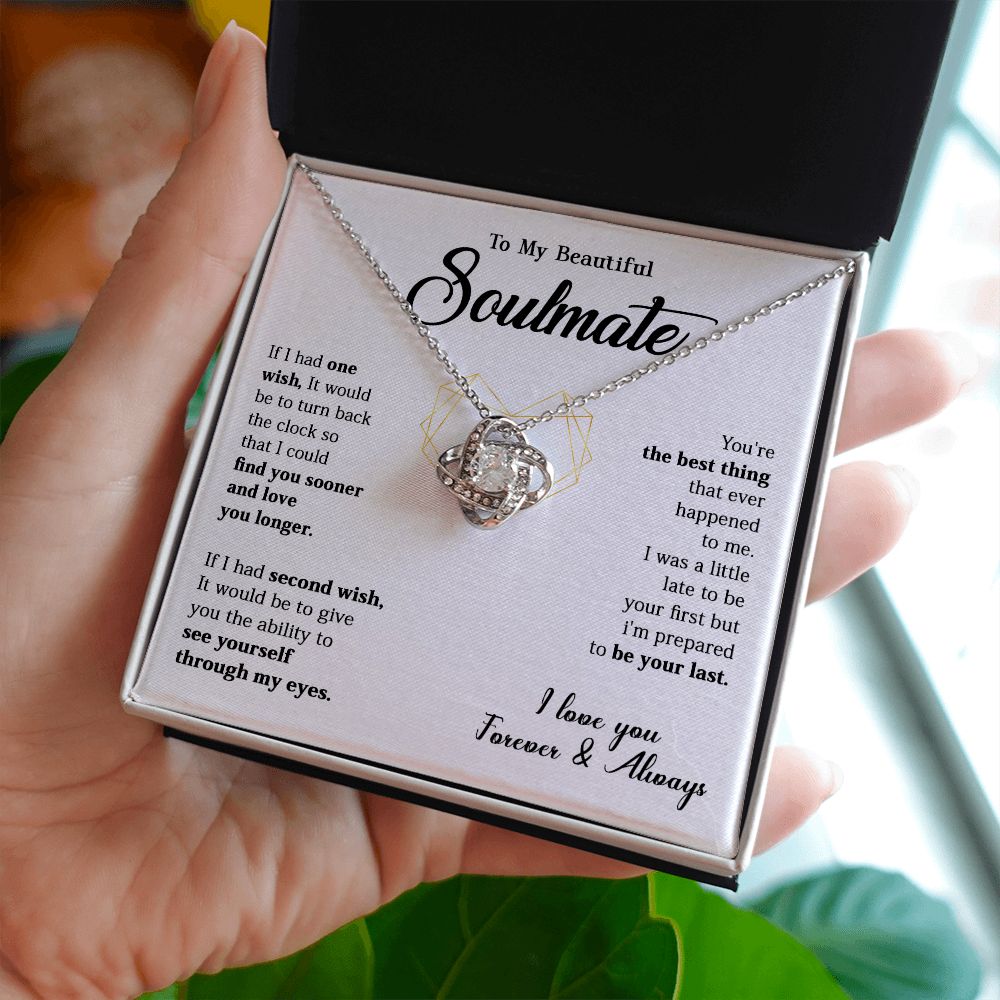 To My Beautiful
Soulmate
If I had one
wish, It would
be to turn back
the clock so
that I could
find you sooner
and love
you longer.
If I had second wish,
It would be to give
you the ability to
see yourself
through my eyes.
You're
the best thing
that ever
happened
to me.
I was a little
late to be
your first but
i'm prepared
to be your last.
I love you
Forever & Always